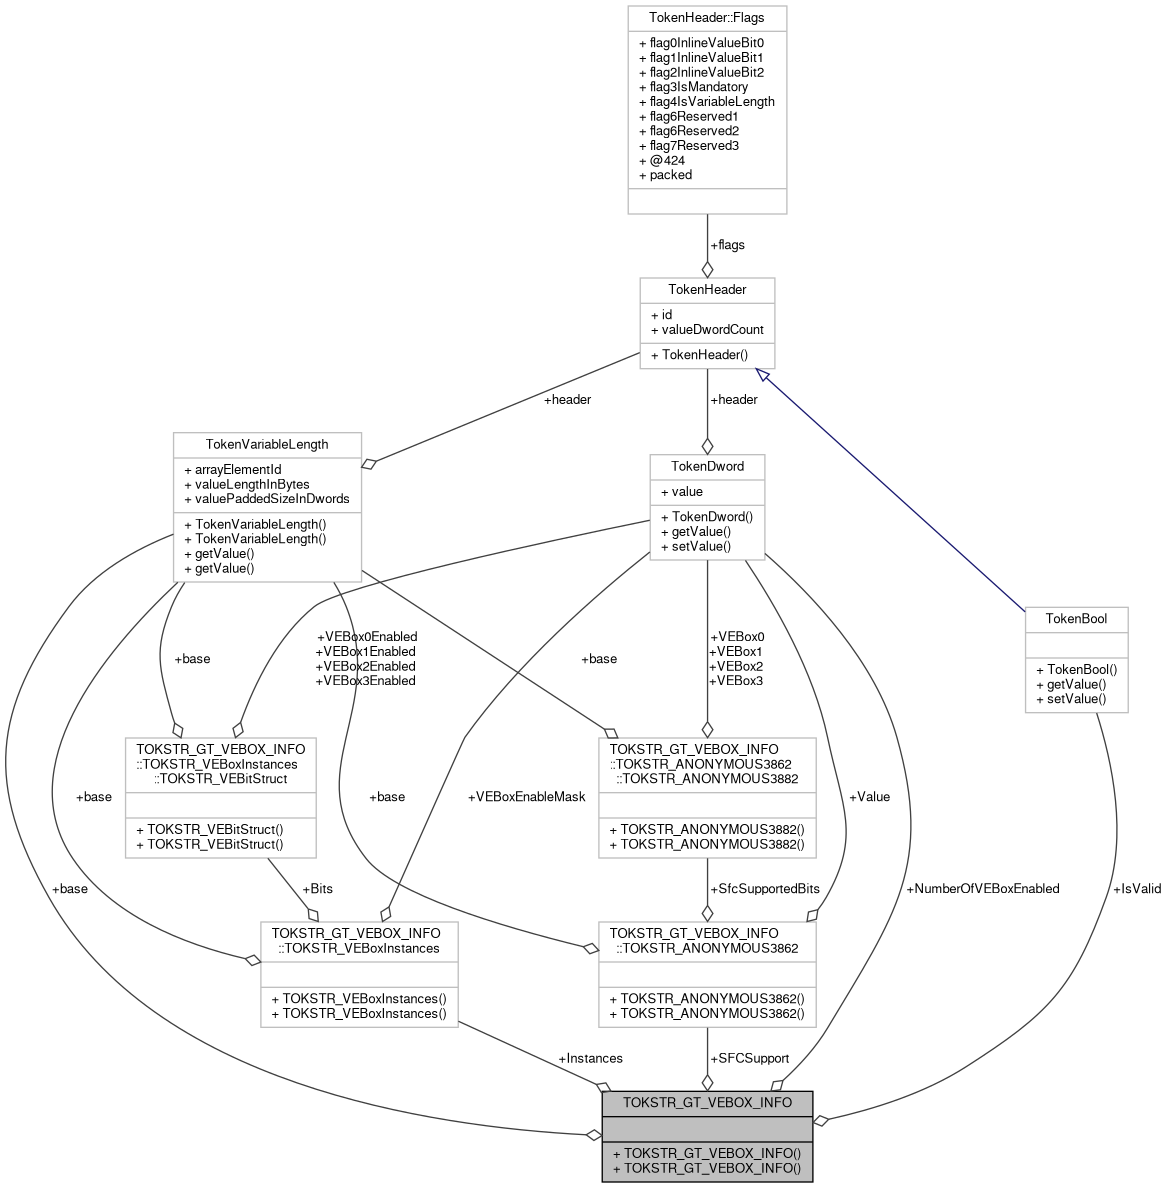 TokenHeader::Flags
+ flag0InlineValueBit0
+ flag1InlineValueBit1
+ flag2InlineValueBit2
+ flag3IsMandatory
+ flag4IsVariableLength
+ flag6Reserved1
+ flag6Reserved2
+ flag7Reserved3
+ @424
+ packed
+flags
TokenHeader
+ id
+ valueDwordCount
+ TokenHeader()
+header
+header
TokenVariableLength
+ arrayElementId
+ valueLengthInBytes
+ valuePaddedSizeInDwords
+ TokenVariableLength()
+ TokenVariableLength()
+ getValue()
+ getValue()
TokenDword
+ value
+ TokenDword()
+ getValue()
+ setValue()
TokenBool
+ TokenBool()
+ getValue()
+ setValue()
+base
+VEBox0Enabled
+VEBox1Enabled
+VEBox2Enabled
+VEBox3Enabled
+base
+VEBox0
+VEBox1
+VEBox2
+VEBox3
TOKSTR_GT_VEBOX_INFO
::TOKSTR_VEBoxInstances
::TOKSTR_VEBitStruct
+ TOKSTR_VEBitStruct()
+ TOKSTR_VEBitStruct()
TOKSTR_GT_VEBOX_INFO
::TOKSTR_ANONYMOUS3862
::TOKSTR_ANONYMOUS3882
+ TOKSTR_ANONYMOUS3882()
+ TOKSTR_ANONYMOUS3882()
+base
+base
+VEBoxEnableMask
+Value
+base
+Bits
+SfcSupportedBits
+NumberOfVEBoxEnabled
+IsValid
TOKSTR_GT_VEBOX_INFO
::TOKSTR_VEBoxInstances
+ TOKSTR_VEBoxInstances()
+ TOKSTR_VEBoxInstances()
TOKSTR_GT_VEBOX_INFO
::TOKSTR_ANONYMOUS3862
+ TOKSTR_ANONYMOUS3862()
+ TOKSTR_ANONYMOUS3862()
+Instances
+SFCSupport
TOKSTR_GT_VEBOX_INFO
+ TOKSTR_GT_VEBOX_INFO()
+ TOKSTR_GT_VEBOX_INFO()